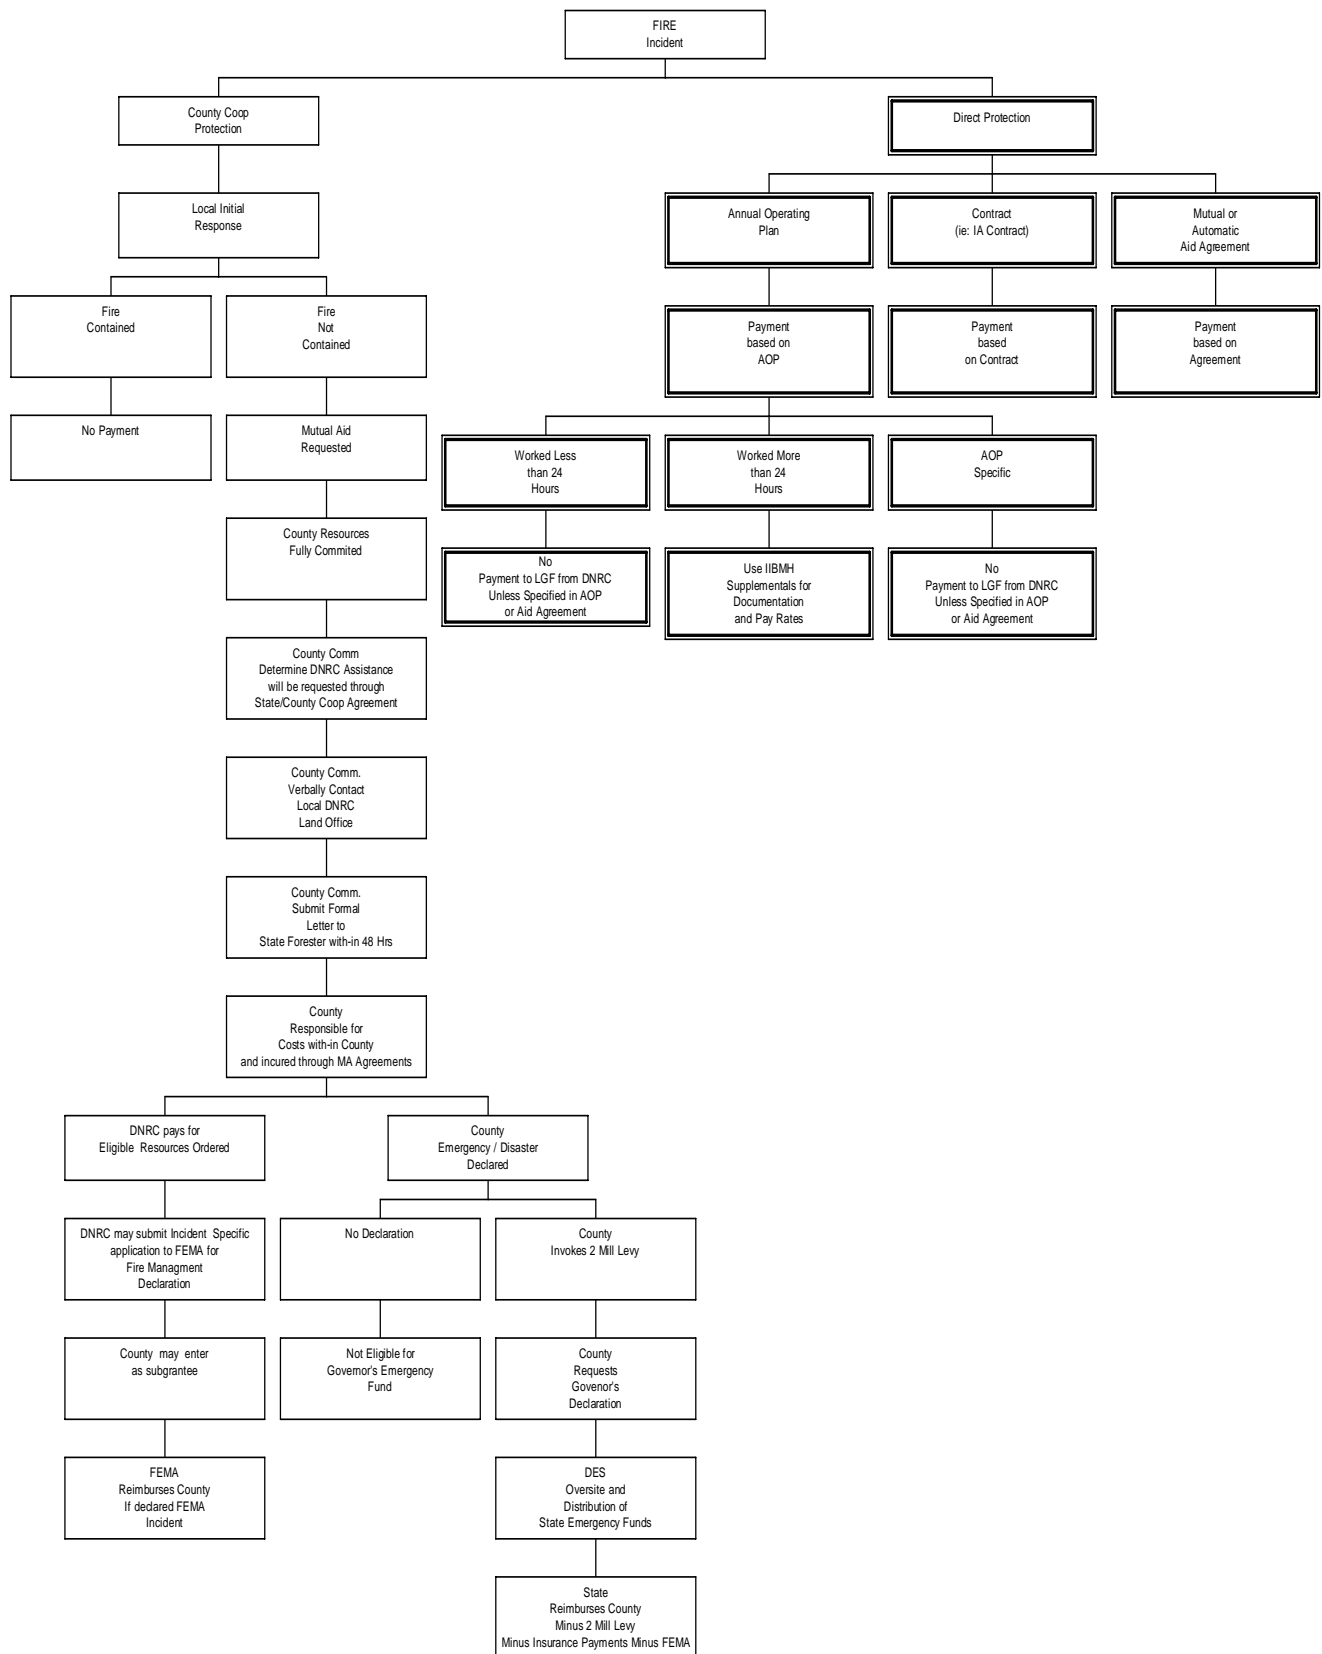 FIRE
Incident
County Coop
Protection
Direct Protection
Local Initial
Response
Annual Operating
Plan
Contract
(ie: IA Contract)
Mutual or
Automatic
Aid Agreement
Fire
Contained
Fire
Not
Contained
Payment
based on
AOP
Payment
based
on Contract
Payment
based on
Agreement
No Payment
Mutual Aid
Requested
Worked Less
than 24
Hours
Worked More
than 24
Hours
AOP
Specific
County Resources
Fully Commited
No
Payment to LGF from DNRC
Unless Specified in AOP
or Aid Agreement
Use IIBMH
Supplementals for
Documentation
and Pay Rates
No
Payment to LGF from DNRC
Unless Specified in AOP
or Aid Agreement
County Comm
Determine DNRC Assistance
will be requested through
State/County Coop Agreement
County Comm.
Verbally Contact
Local DNRC
Land Office
County Comm.
Submit Formal
Letter to
State Forester with-in 48 Hrs
County
Responsible for
Costs with-in County
and incured through MA Agreements
DNRC pays for
Eligible Resources Ordered
County
Emergency / Disaster
Declared
DNRC may submit Incident Specific
application to FEMA for
Fire Managment
Declaration
No Declaration
County
Invokes 2 Mill Levy
County may enter
as subgrantee
Not Eligible for
Governor's Emergency
Fund
County
Requests
Govenor's
Declaration
FEMA
Reimburses County
If declared FEMA
Incident
DES
Oversite and
Distribution of
State Emergency Funds
State
Reimburses County
Minus 2 Mill Levy
Minus Insurance Payments Minus FEMA